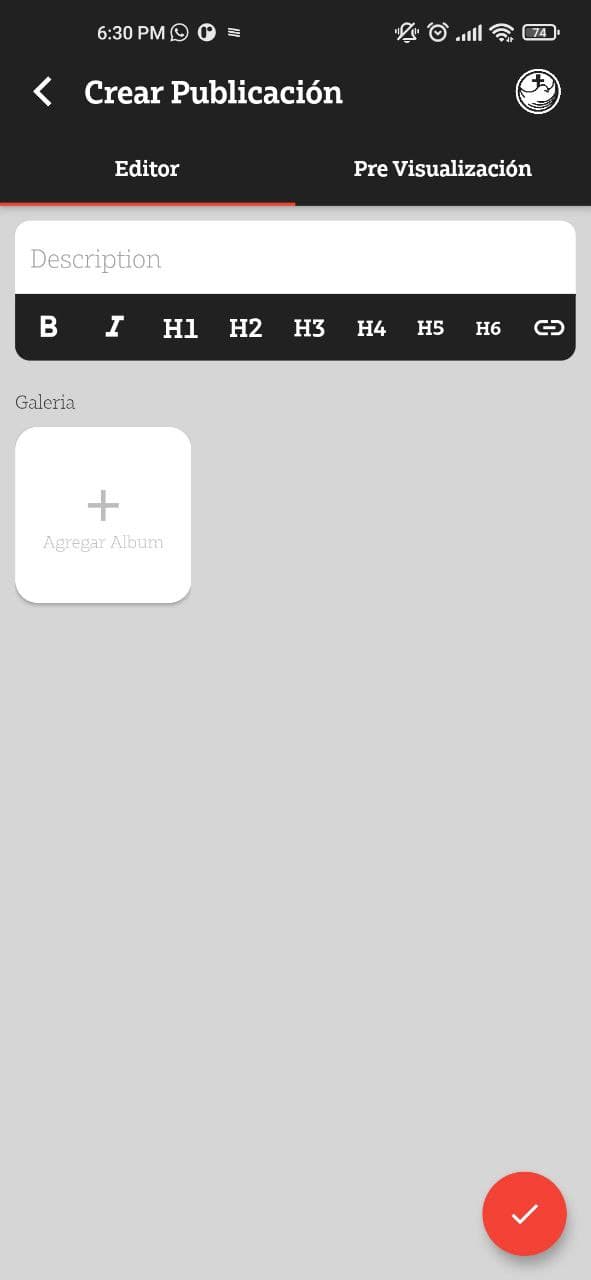 6:30 PM
74
Crear Publicación
Editor
Pre Visualización
Description
B I H1 H2 H3 H4 H5 H6
Galeria
Agregar Album